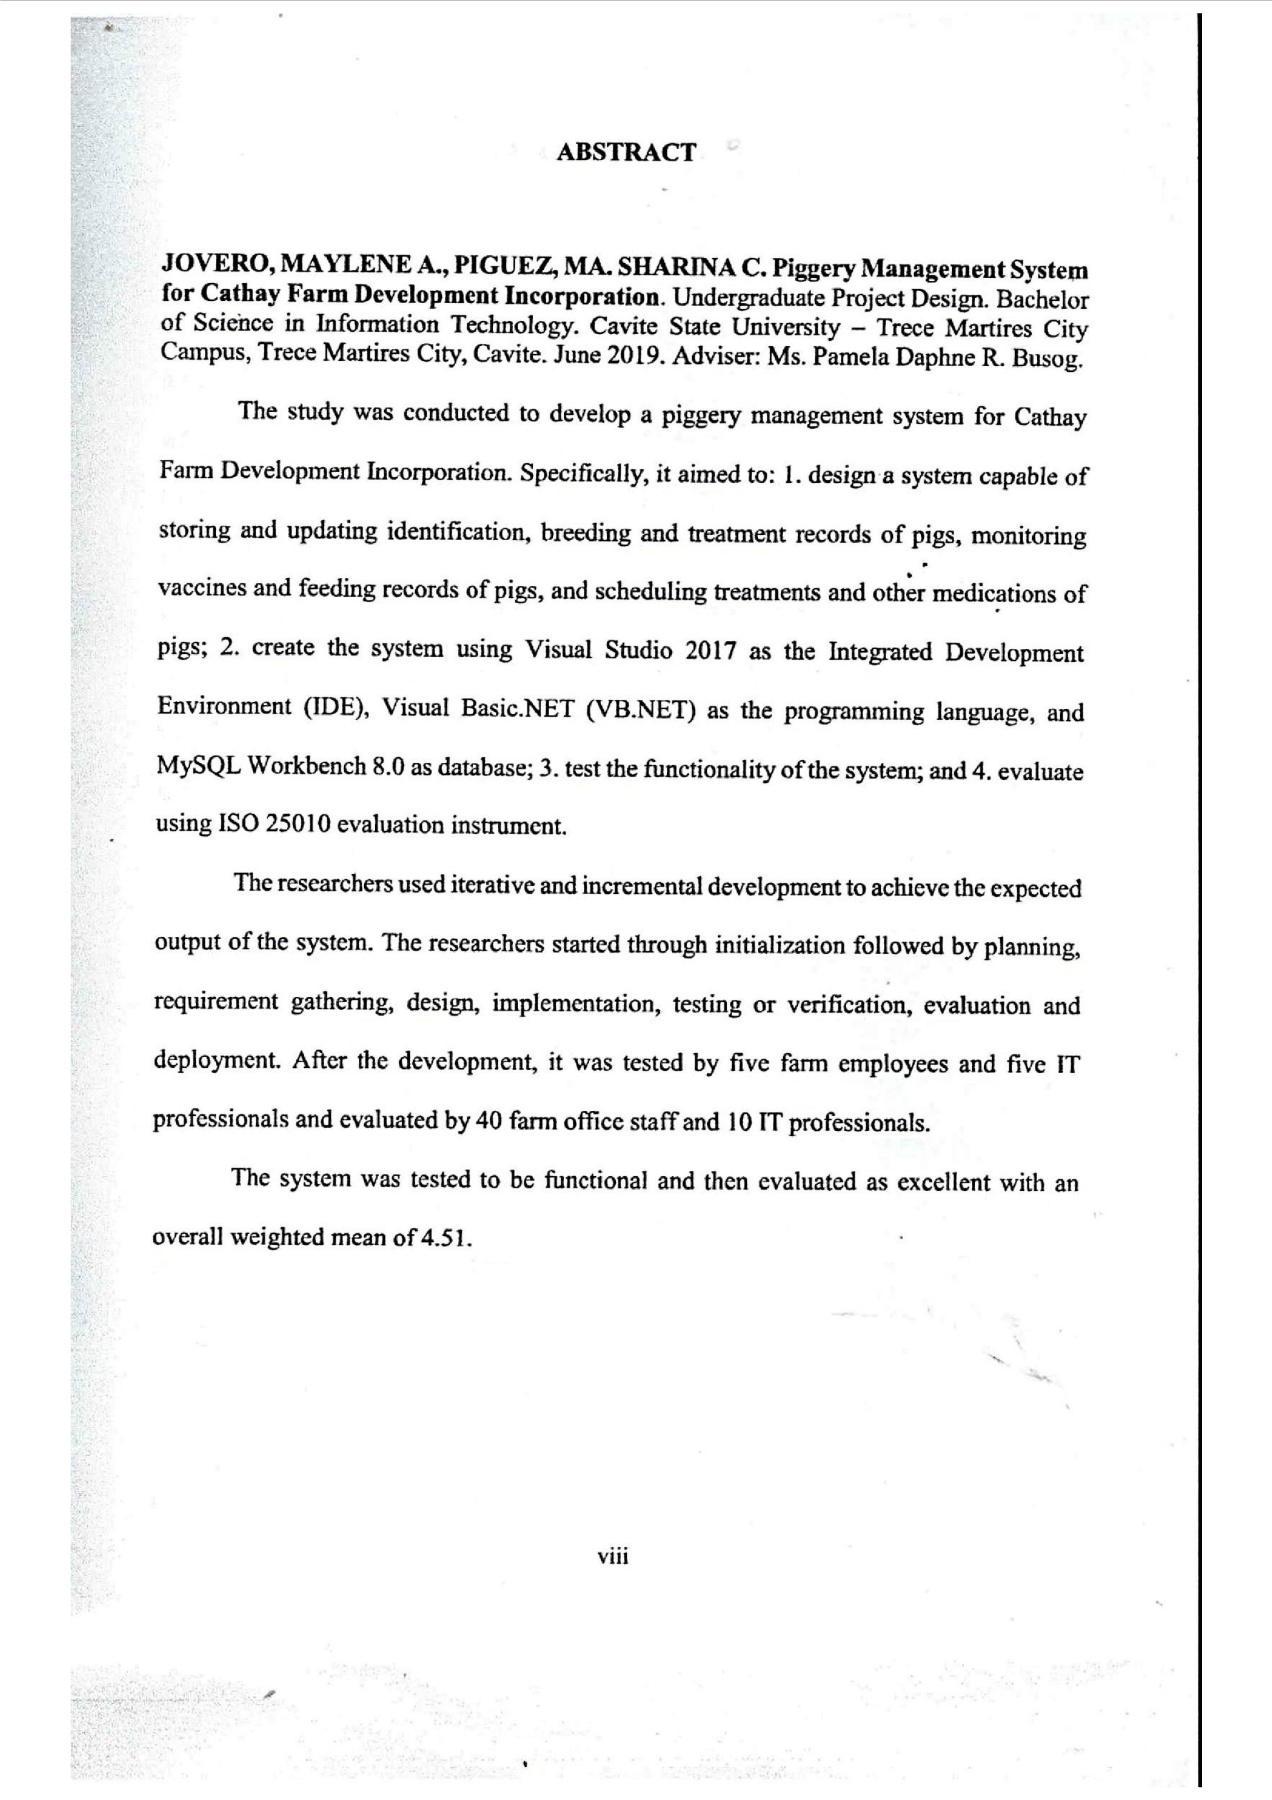 ABSTRACT
JOVERO, MAYLENE A., PIGUEZ, MA. SHARINA C. Piggery Management System
for Cathay Farm Development Incorporation. Undergraduate Project Design. Bachelor
of Science in Information Technology. Cavite State University – Trece Martires City
Campus, Trece Martires City, Cavite. June 2019. Adviser: Ms. Pamela Daphne R. Busog.
The study was conducted to develop a piggery management system for Cathay
Farm Development Incorporation. Specifically, it aimed to: 1. design a system capable of
storing and updating identification, breeding and treatment records of pigs, monitoring
vaccines and feeding records of pigs, and scheduling treatments and other medications of
pigs; 2. create the system using Visual Studio 2017 as the Integrated Development
Environment (IDE), Visual Basic.NET (VB.NET) as the programming language, and
MySQL Workbench 8.0 as database; 3. test the functionality of the system; and 4. evaluate
using ISO 25010 evaluation instrument.
The researchers used iterative and incremental development to achieve the expected
output of the system. The researchers started through initialization followed by planning,
requirement gathering, design, implementation, testing or verification, evaluation and
deployment. After the development, it was tested by five farm employees and five IT
professionals and evaluated by 40 farm office staff and 10 IT professionals.
The system was tested to be functional and then evaluated as excellent with an
overall weighted mean of 4.51.
viii